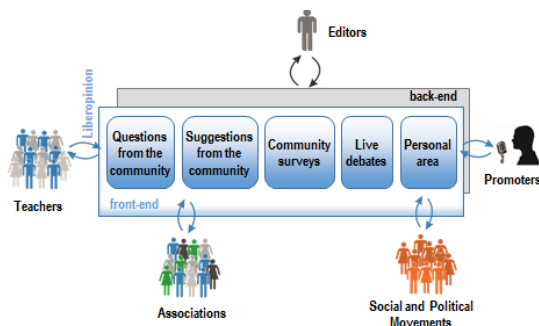 Editors
back-end
Liberopinion
Questions
from the
community
Suggestions
from the
community
Community
surveys
Live
debates
Personal
area
front-end
Teachers
Promoters
Associations
Social and Political
Movements